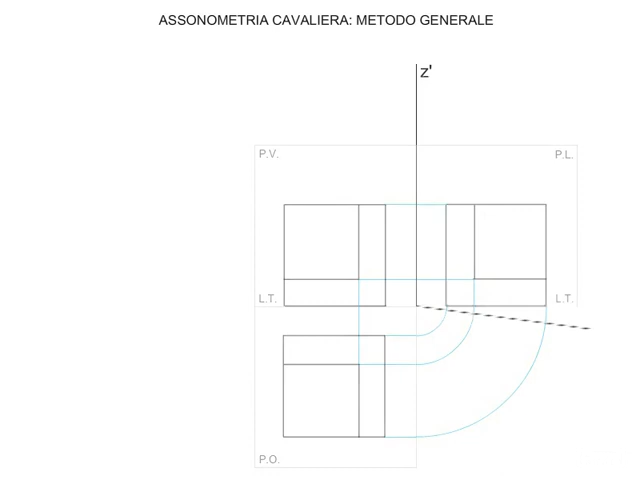 ASSONOMETRIA CAVALIERA: METODO GENERALE
z'
P.V.
P.L.
L.T.
L.T.
P.O.